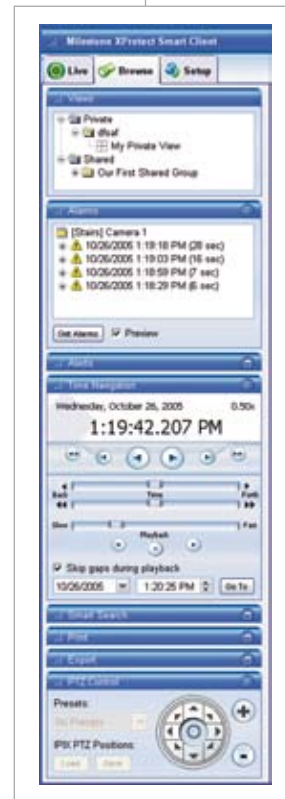 Milestone XProtect Smart Client
Live Browse Setup
Views
Private
dfsaf
My Private View
Shared
Our First Shared Group
Alarms
[Stairs] Camera 1
10/26/2005 1:19:18 PM (28 sec)
10/26/2005 1:19:03 PM (16 sec)
10/26/2005 1:18:59 PM (7 sec)
10/26/2005 1:18:29 PM (6 sec)
Get Alarms Preview
Alerts
Time Navigation
Wednesday, October 26, 2005 0.50x
1:19:42.207 PM
Back Time Forth
Slow Fast
Playback
Skip gaps during playback
10/26/2005 1:20:25 PM Go To
Smart Search
Print
Export
PTZ Control
Presets:
No Presets
IPIX PTZ Positions:
Load Save